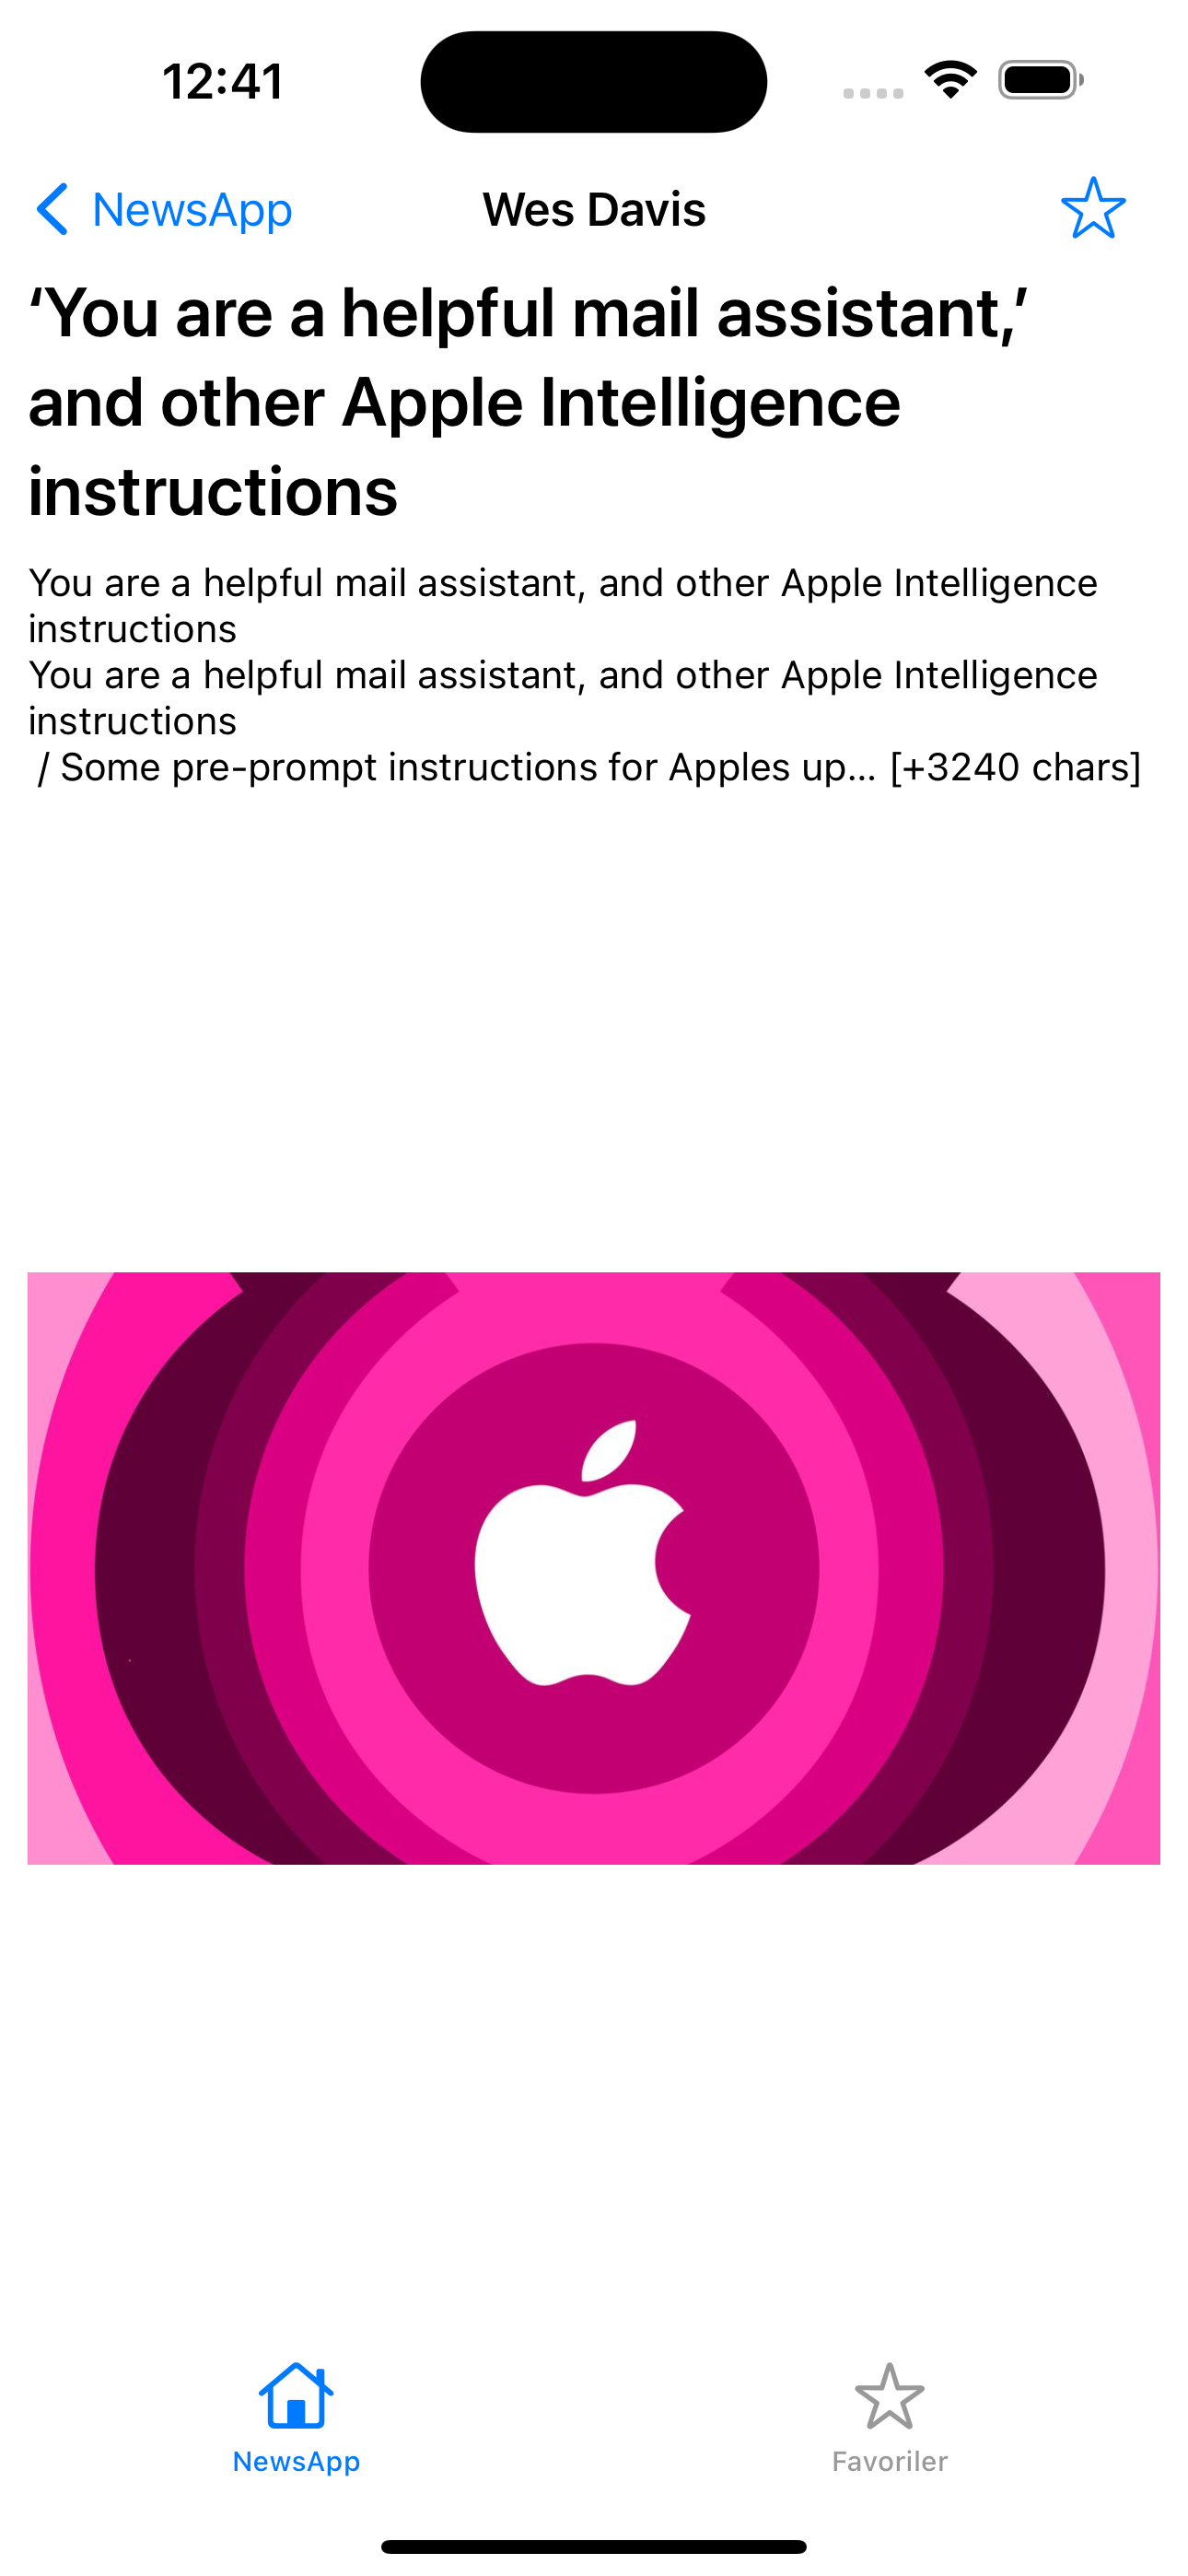 12:41
NewsApp
Wes Davis
‘You are a helpful mail assistant,’
and other Apple Intelligence
instructions
You are a helpful mail assistant, and other Apple Intelligence
instructions
You are a helpful mail assistant, and other Apple Intelligence
instructions
/ Some pre-prompt instructions for Apples up… [+3240 chars]
NewsApp
Favoriler